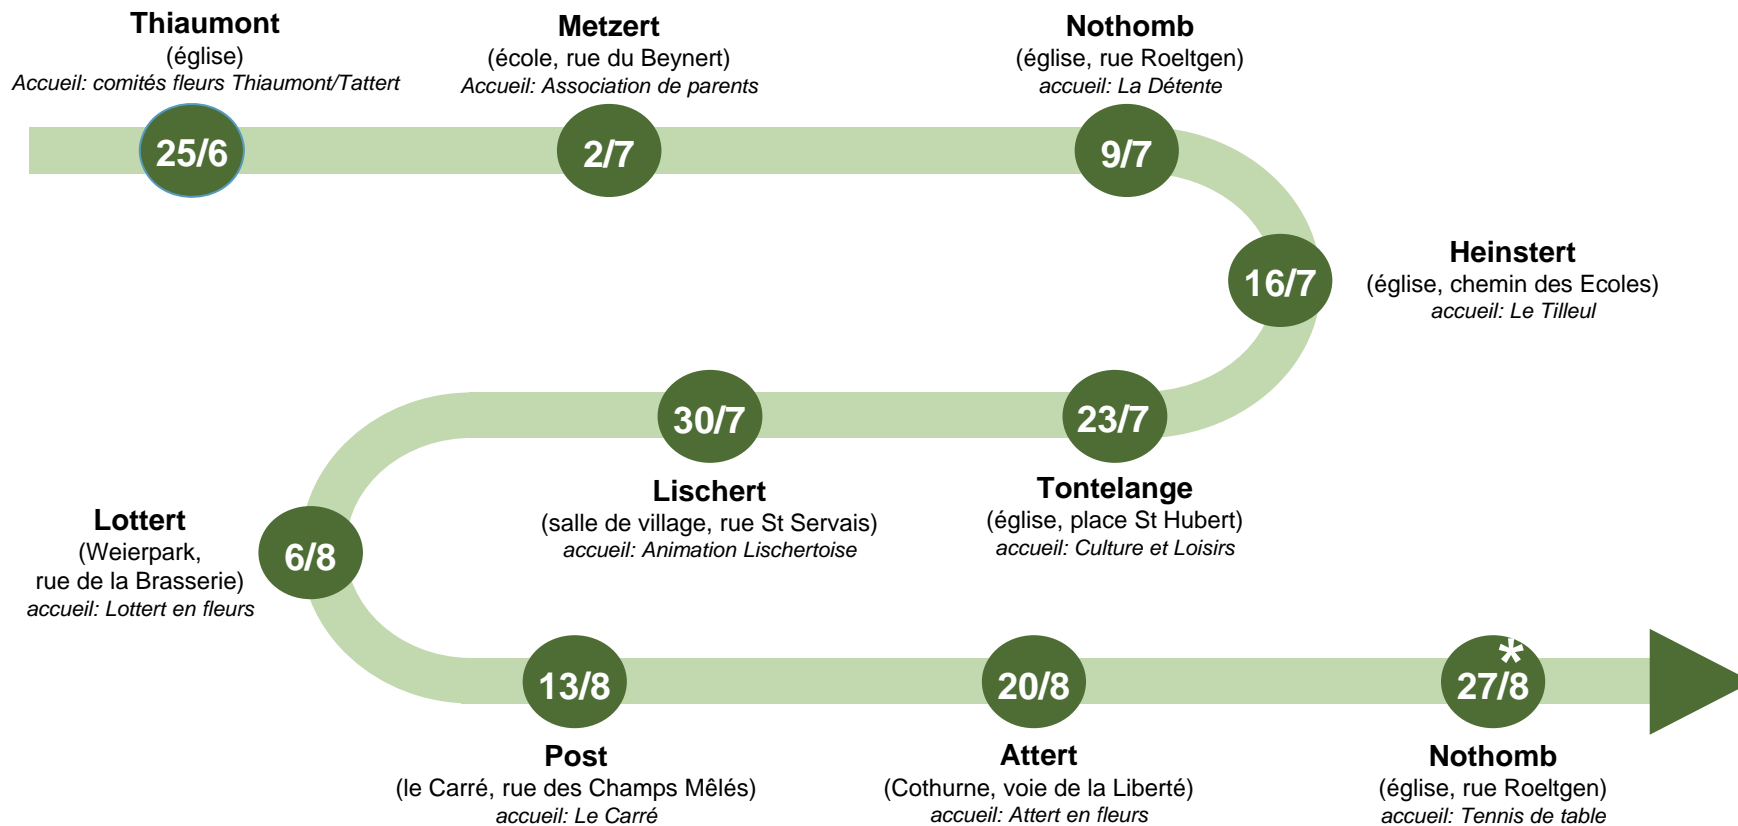 Thiaumont
(église)
Accueil: comités fleurs Thiaumont/Tattert
25/6
Metzert
(école, rue du Beynert)
Accueil: Association de parents
2/7
Nothomb
(église, rue Roeltgen)
accueil: La Détente
9/7
16/7
Heinstert
(église, chemin des Ecoles)
accueil: Le Tilleul
23/7
Tontelange
(église, place St Hubert)
accueil: Culture et Loisirs
30/7
Lischert
(salle de village, rue St Servais)
accueil: Animation Lischertoise
Lottert
(Weierpark,
rue de la Brasserie)
accueil: Lottert en fleurs
6/8
13/8
Post
(le Carré, rue des Champs Mêlés)
accueil: Le Carré
20/8
Attert
(Cothurne, voie de la Liberté)
accueil: Attert en fleurs
*
27/8
Nothomb
(église, rue Roeltgen)
accueil: Tennis de table